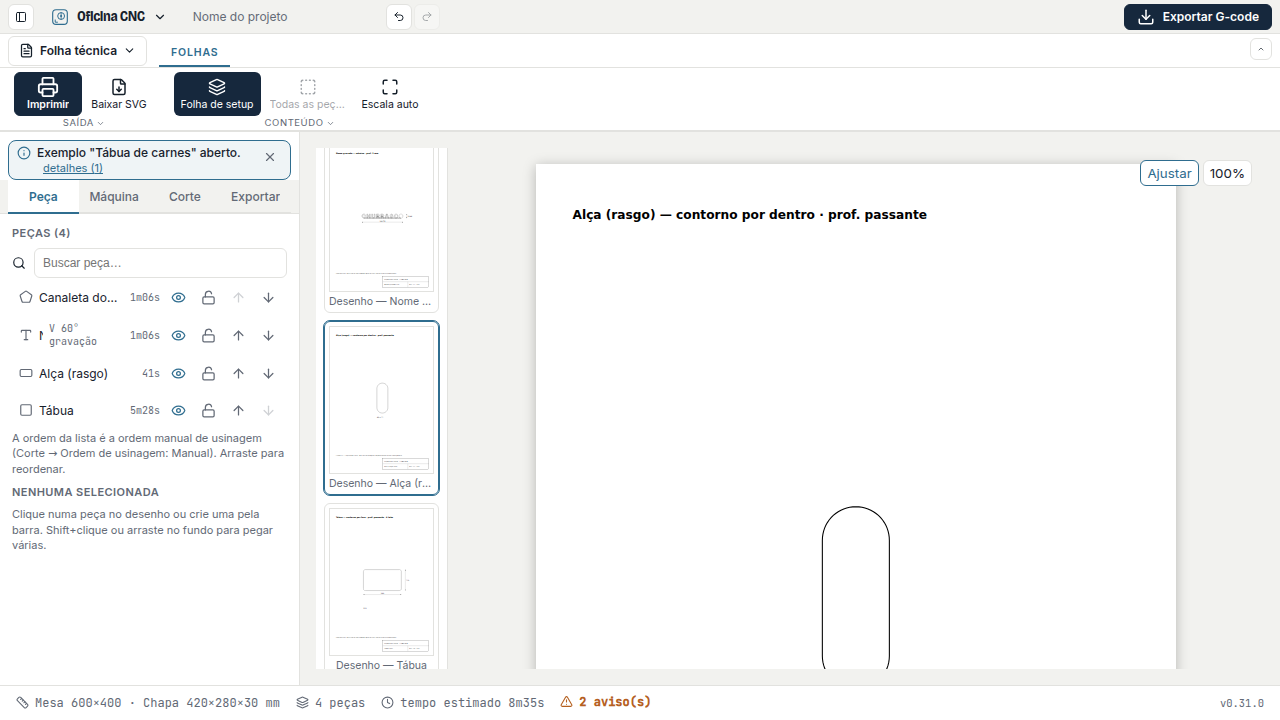 Oficina CNC
Nome do projeto
Exportar G-code
Folha técnica
FOLHAS
Imprimir
Baixar SVG
Folha de setup
Todas as peç...
Escala auto
SAÍDA
CONTEÚDO
Exemplo "Tábua de carnes" aberto.
detalhes (1)
Peça
Máquina
Corte
Exportar
PEÇAS (4)
Buscar peça...
Canaleta do... 1m06s
V 60° gravação 1m06s
Alça (rasgo) 41s
Tábua 5m28s
A ordem da lista é a ordem manual de usinagem
(Corte → Ordem de usinagem: Manual). Arraste para
reordenar.
NENHUMA SELECIONADA
Clique numa peça no desenho ou crie uma pela
barra. Shift+clique ou arraste no fundo para pegar
várias.
Desenho — Nome ...
Desenho — Alça (r...
Desenho — Tábua
Ajustar
100%
Alça (rasgo) — contorno por dentro · prof. passante
Mesa 600×400 · Chapa 420×280×30 mm
4 peças
tempo estimado 8m35s
2 aviso(s)
v0.31.0